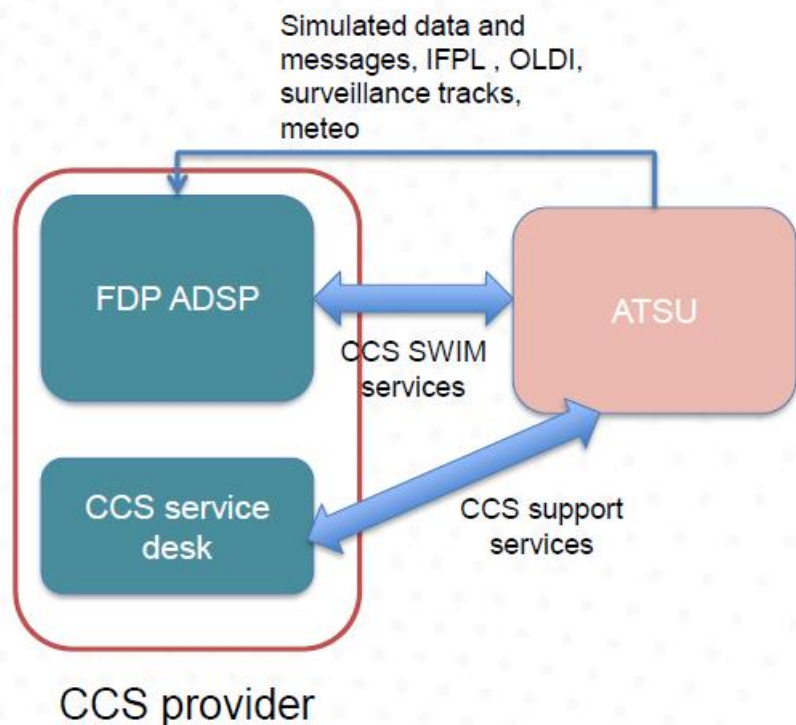 Simulated data and
messages, IFPL , OLDI,
surveillance tracks,
meteo
FDP ADSP
ATSU
CCS SWIM
services
CCS service
desk
CCS support
services
CCS provider